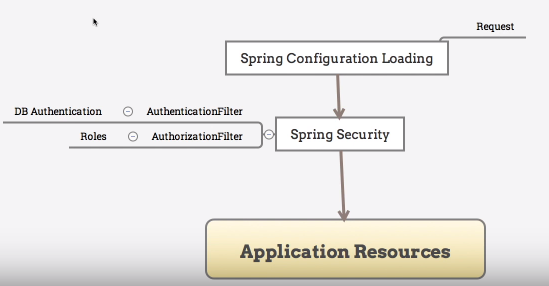 Request
Spring Configuration Loading
DB Authentication
AuthenticationFilter
Spring Security
Roles
AuthorizationFilter
Application Resources